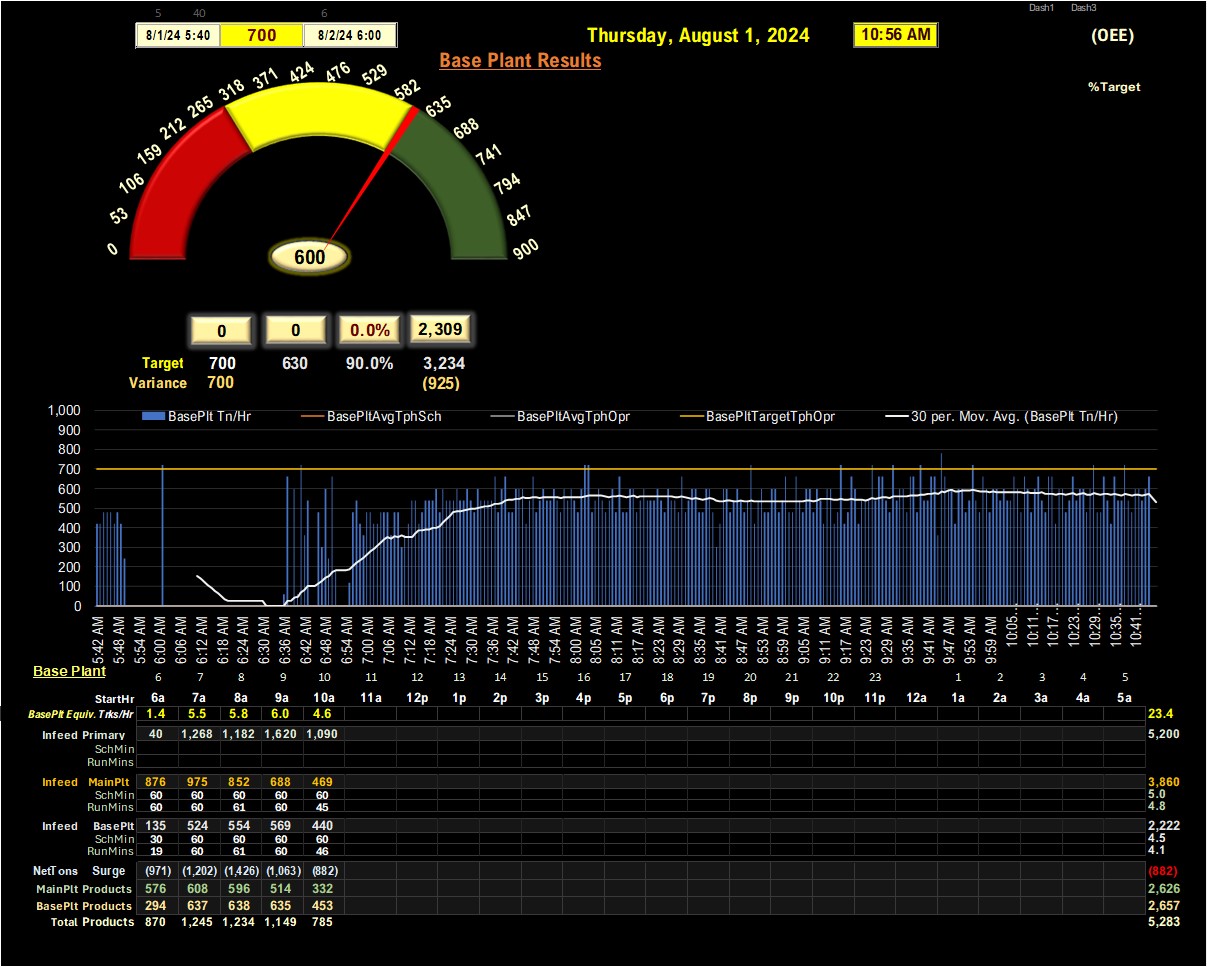 5 40 6 Dash1 Dash3
8/1/24 5:40 700 8/2/24 6:00 Thursday, August 1, 2024 10:56 AM (OEE)
Base Plant Results
%Target
0 53 106 159 212 265 318 371 424 476 529 582 635 688 741 794 847 900
600
0 0 0.0% 2,309
Target 700 630 90.0% 3,234
Variance 700 (925)
BasePlt Tn/Hr BasePltAvgTphSch BasePltAvgTphOpr BasePltTargetTphOpr 30 per. Mov. Avg. (BasePlt Tn/Hr)
1,000
900
800
700
600
500
400
300
200
100
0
5:42 AM 5:48 AM 5:54 AM 6:00 AM 6:06 AM 6:12 AM 6:18 AM 6:24 AM 6:30 AM 6:36 AM 6:42 AM 6:48 AM 6:54 AM 7:00 AM 7:06 AM 7:12 AM 7:18 AM 7:24 AM 7:30 AM 7:36 AM 7:42 AM 7:48 AM 7:54 AM 8:00 AM 8:05 AM 8:11 AM 8:17 AM 8:23 AM 8:29 AM 8:35 AM 8:41 AM 8:47 AM 8:53 AM 8:59 AM 9:05 AM 9:11 AM 9:17 AM 9:23 AM 9:29 AM 9:35 AM 9:41 AM 9:47 AM 9:53 AM 9:59 AM 10:05… 10:11… 10:17… 10:23… 10:29… 10:35… 10:41…
Base Plant 6 7 8 9 10 11 12 13 14 15 16 17 18 19 20 21 22 23 1 2 3 4 5
StartHr 6a 7a 8a 9a 10a 11a 12p 1p 2p 3p 4p 5p 6p 7p 8p 9p 10p 11p 12a 1a 2a 3a 4a 5a
BasePlt Equiv. Trks/Hr 1.4 5.5 5.8 6.0 4.6 23.4
Infeed Primary 40 1,268 1,182 1,620 1,090 5,200
SchMin
RunMins
Infeed MainPlt 876 975 852 688 469 3,860
SchMin 60 60 60 60 60 5.0
RunMins 60 60 61 60 45 4.8
Infeed BasePlt 135 524 554 569 440 2,222
SchMin 30 60 60 60 60 4.5
RunMins 19 60 61 60 46 4.1
NetTons Surge (971) (1,202) (1,426) (1,063) (882) (882)
MainPlt Products 576 608 596 514 332 2,626
BasePlt Products 294 637 638 635 453 2,657
Total Products 870 1,245 1,234 1,149 785 5,283